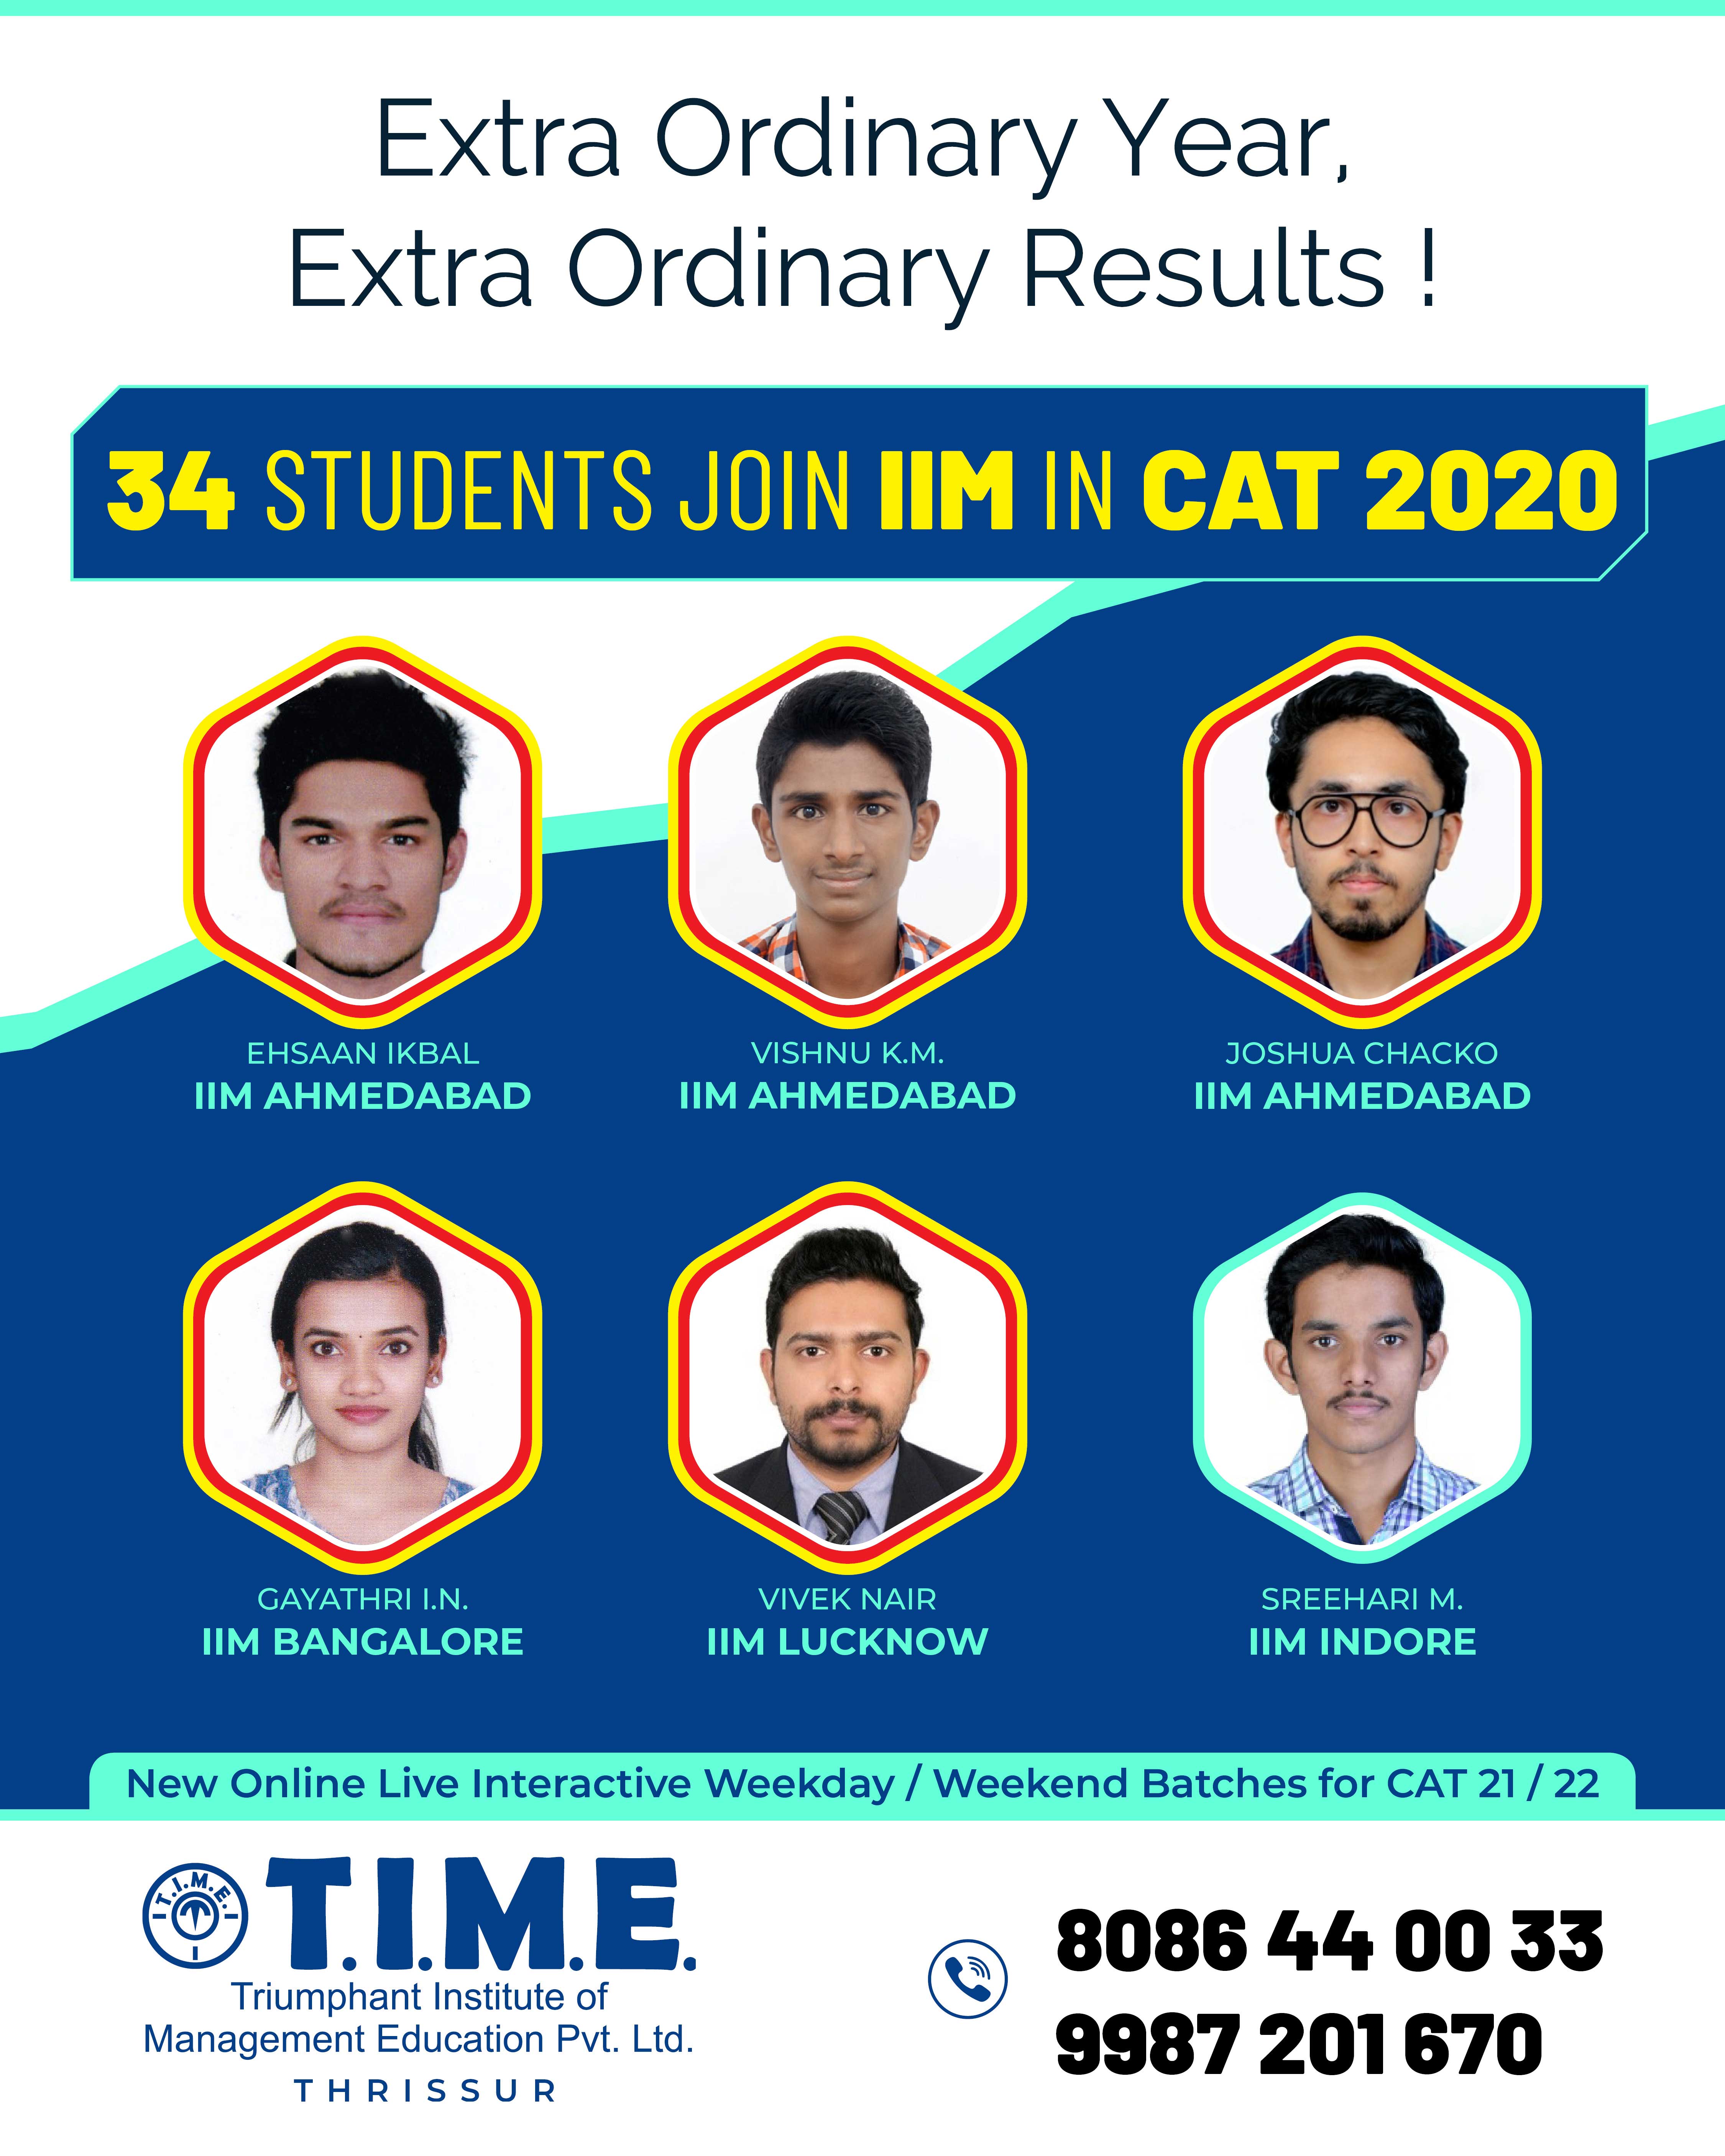 Extra Ordinary Year,
Extra Ordinary Results !
34 STUDENTS JOIN IIM IN CAT 2020
EHSAAN IKBAL
IIM AHMEDABAD
VISHNU K.M.
IIM AHMEDABAD
JOSHUA CHACKO
IIM AHMEDABAD
GAYATHRI I.N.
IIM BANGALORE
VIVEK NAIR
IIM LUCKNOW
SREEHARI M.
IIM INDORE
New Online Live Interactive Weekday / Weekend Batches for CAT 21 / 22
T.I.M.E.
T.I.M.E.
Triumphant Institute of
Management Education Pvt. Ltd.
THRISSUR
8086 44 00 33
9987 201 670